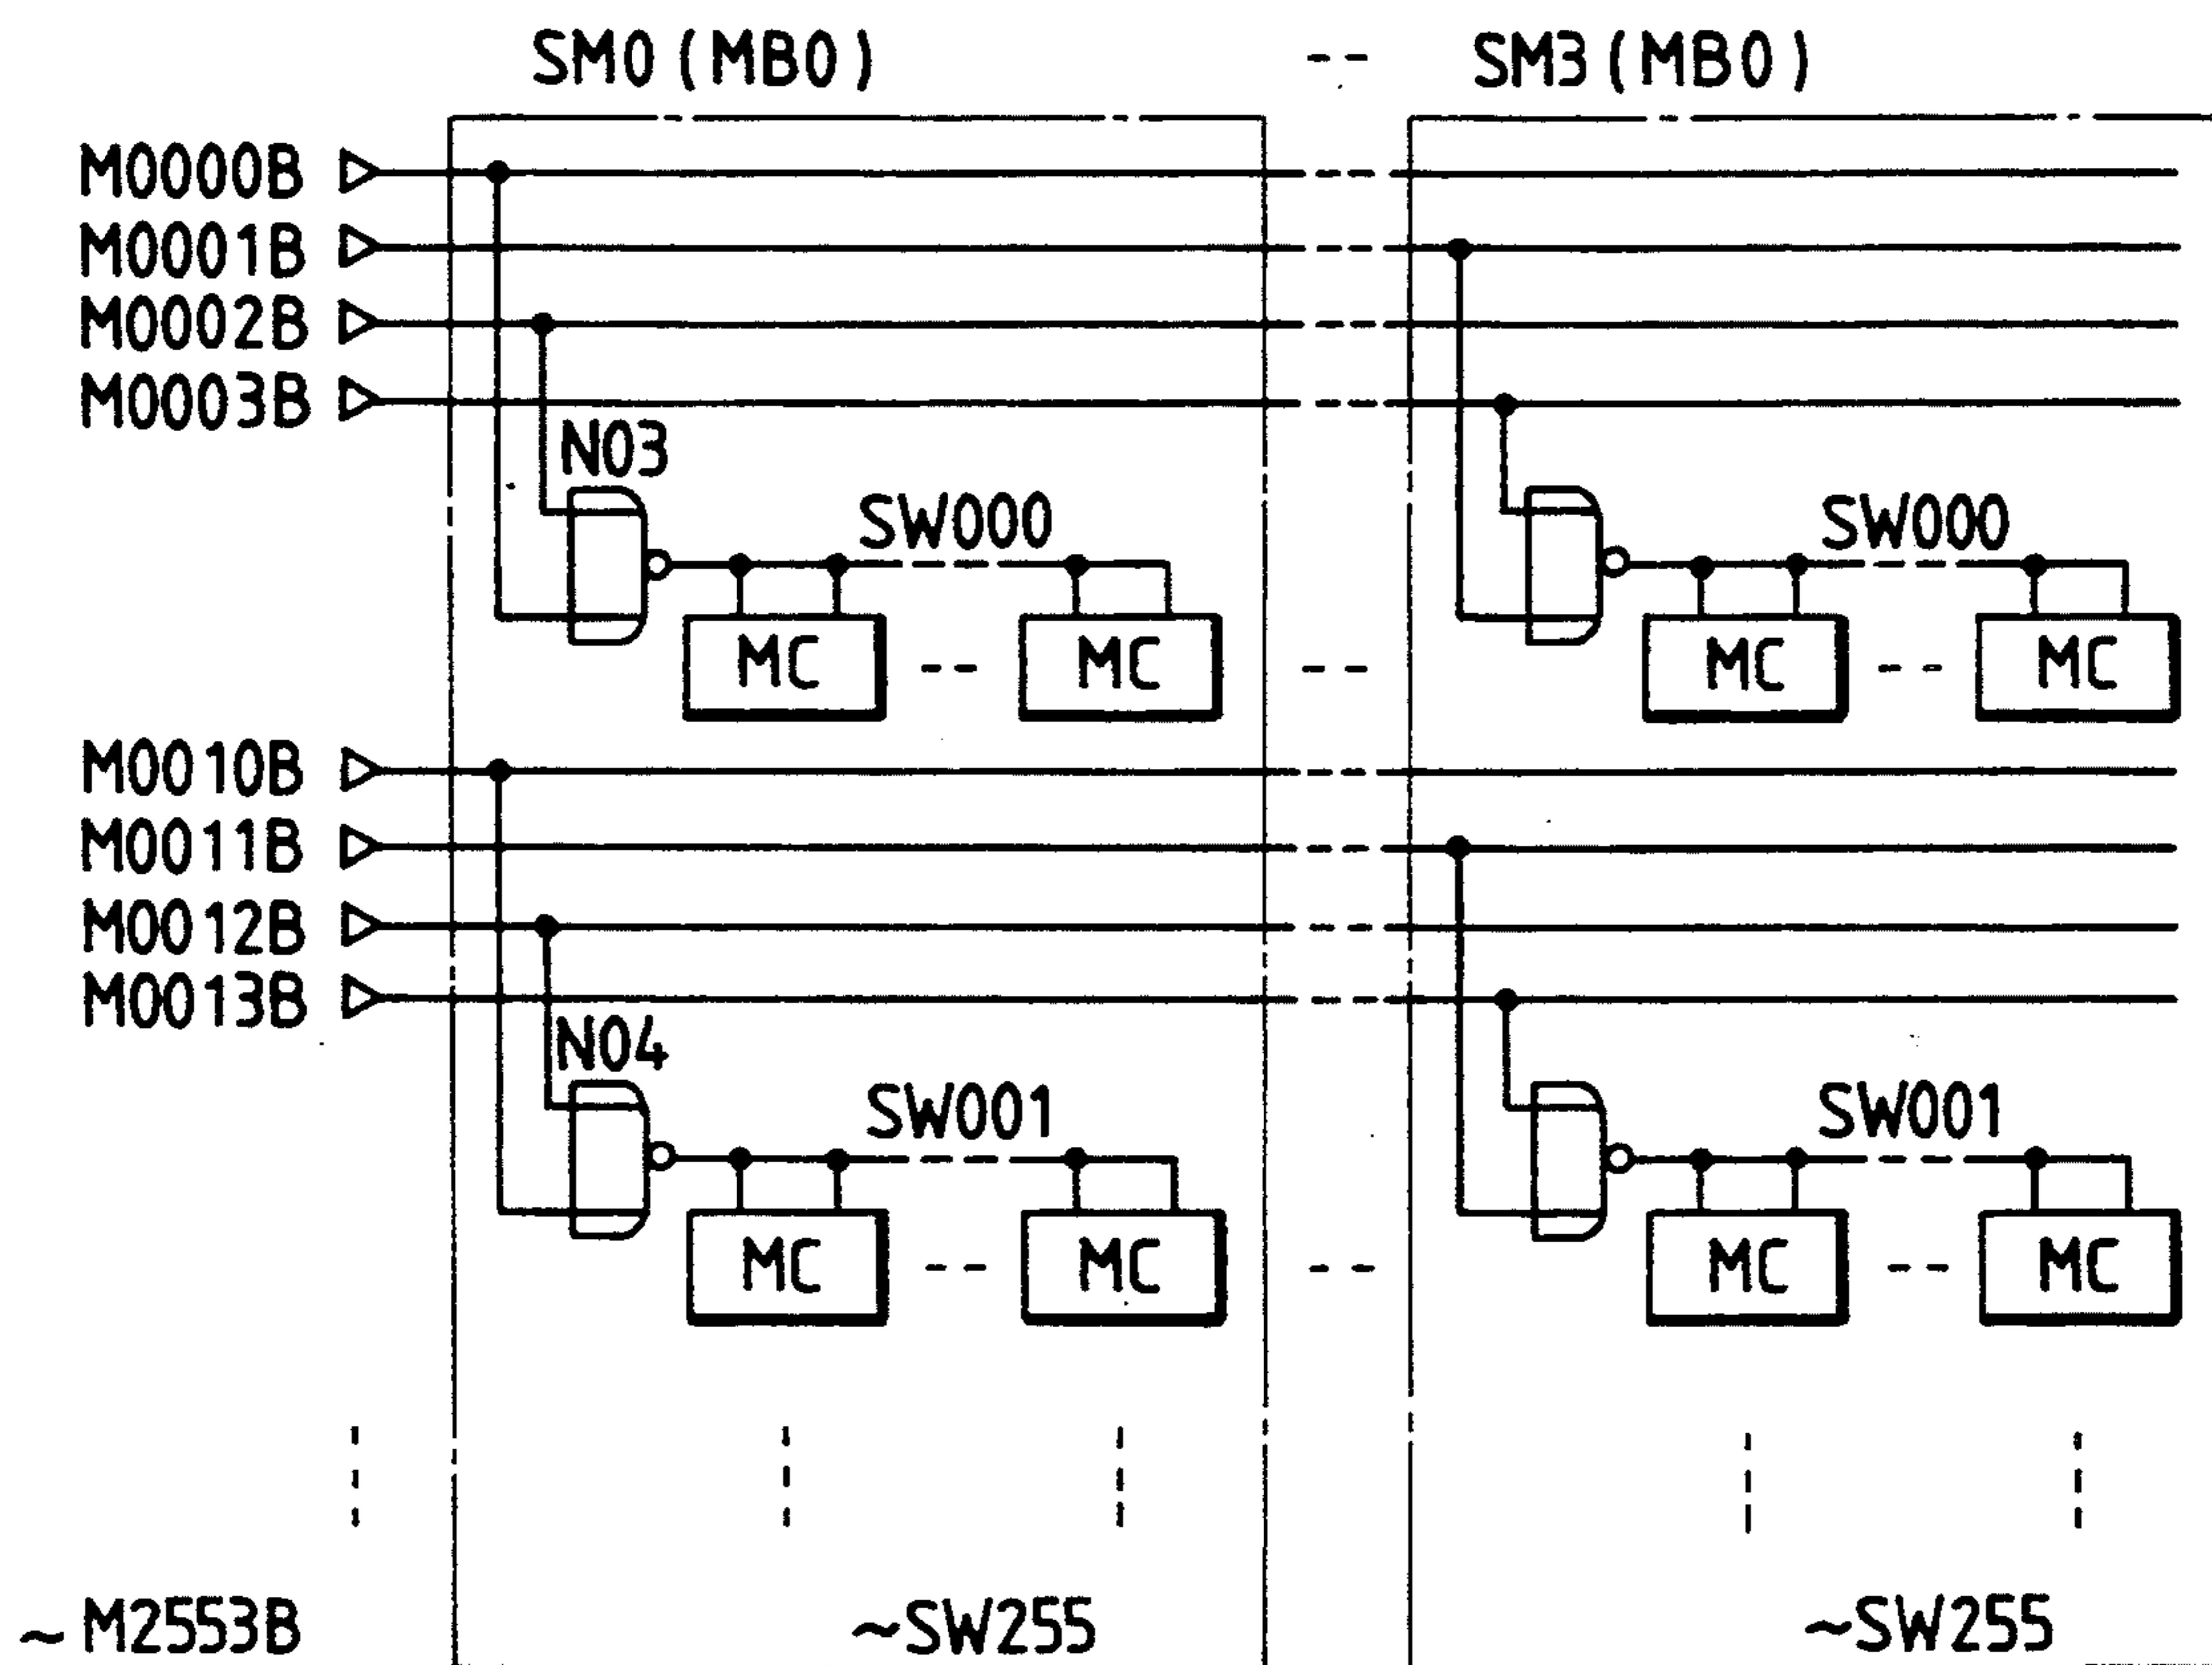 SM0 (MB0) -- SM3 (MB0)
M0000B
M0001B
M0002B
M0003B
N03
SW000 SW000
MC -- MC -- MC -- MC
M0010B
M0011B
M0012B
M0013B
N04
SW001 SW001
MC -- MC -- MC -- MC
~M2553B ~SW255 ~SW255